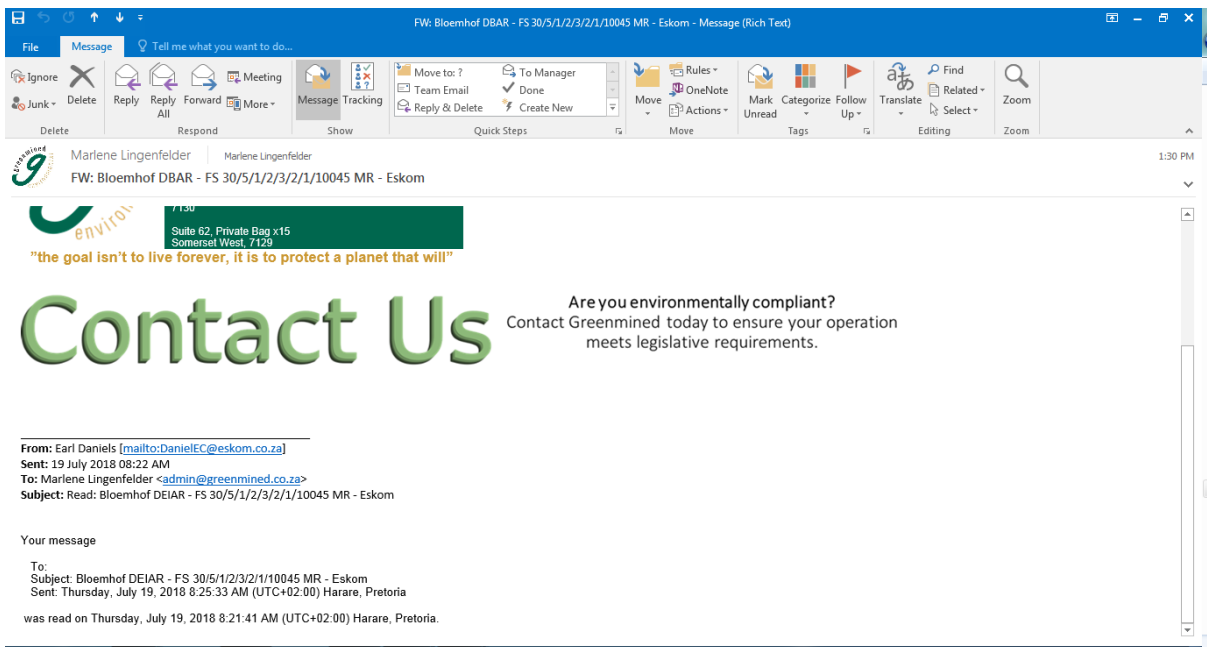 FW: Bloemhof DBAR - FS 30/5/1/2/3/2/1/10045 MR - Eskom - Message (Rich Text)
File Message Tell me what you want to do...
Ignore Delete Reply Reply All Forward Meeting Message Tracking Move to: ? To Manager Move Rules OneNote Mark Unread Categorize Follow Up Translate Find Related Select Zoom
Junk More Team Email Done Actions
Reply & Delete Create New
Delete Respond Show Quick Steps Move Tags Editing Zoom
greenmined
Marlene Lingenfelder Marlene Lingenfelder 1:30 PM
FW: Bloemhof DBAR - FS 30/5/1/2/3/2/1/10045 MR - Eskom
7130
Suite 62, Private Bag x15
Somerset West, 7129
"the goal isn't to live forever, it is to protect a planet that will"
Contact Us
Are you environmentally compliant?
Contact Greenmined today to ensure your operation
meets legislative requirements.
From: Earl Daniels [mailto:DanielEC@eskom.co.za]
Sent: 19 July 2018 08:22 AM
To: Marlene Lingenfelder <admin@greenmined.co.za>
Subject: Read: Bloemhof DEIAR - FS 30/5/1/2/3/2/1/10045 MR - Eskom
Your message
To:
Subject: Bloemhof DEIAR - FS 30/5/1/2/3/2/1/10045 MR - Eskom
Sent: Thursday, July 19, 2018 8:25:33 AM (UTC+02:00) Harare, Pretoria
was read on Thursday, July 19, 2018 8:21:41 AM (UTC+02:00) Harare, Pretoria.